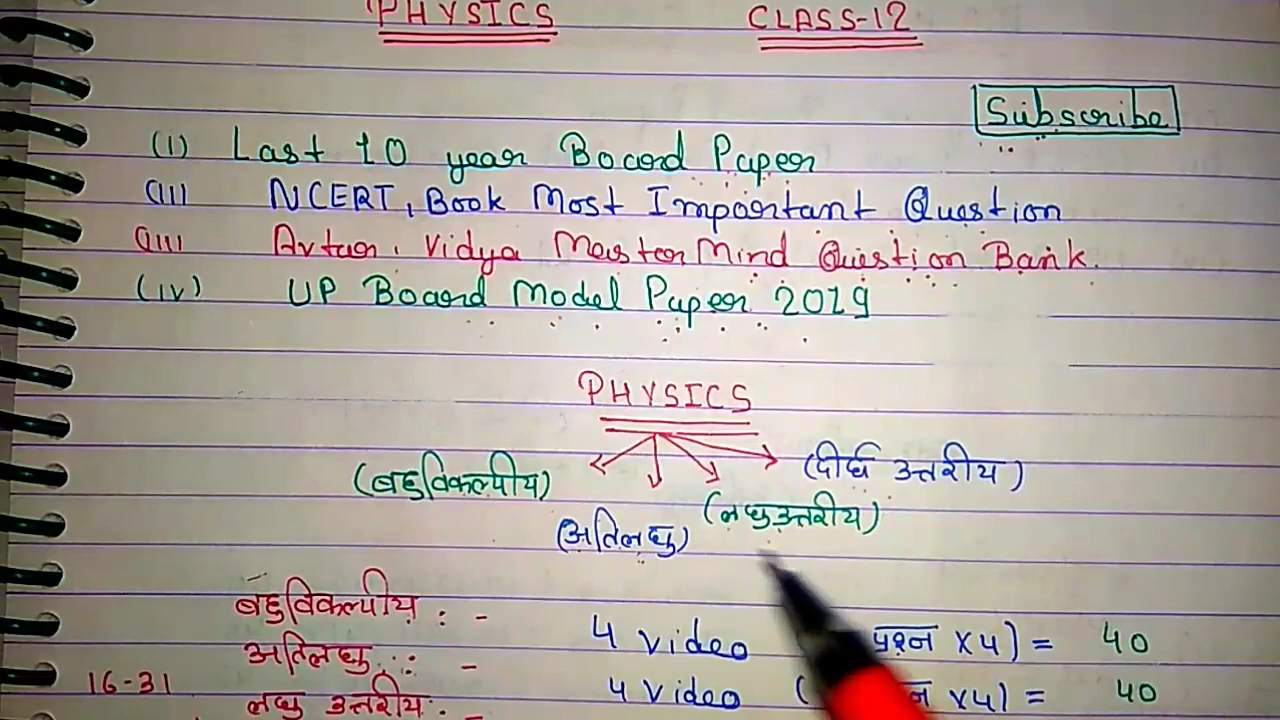 PHYSICS CLASS-12
Subscribe
(I) Last 10 year Board Paper
(II) NCERT, Book Most Important Question
(III) Vidya Master Mind Question Bank.
(IV) UP Board Model Paper 2019
PHYSICS
(बहुविकल्पीय) (दीर्घ उत्तरीय)
(अतिलघु) (लघुउत्तरीय)
बहुविकल्पीय : - 4 Video प्रश्न x4) = 40
अतिलघु : - 4 Video ( x4) = 40
16-31 लघु उत्तरीय : -